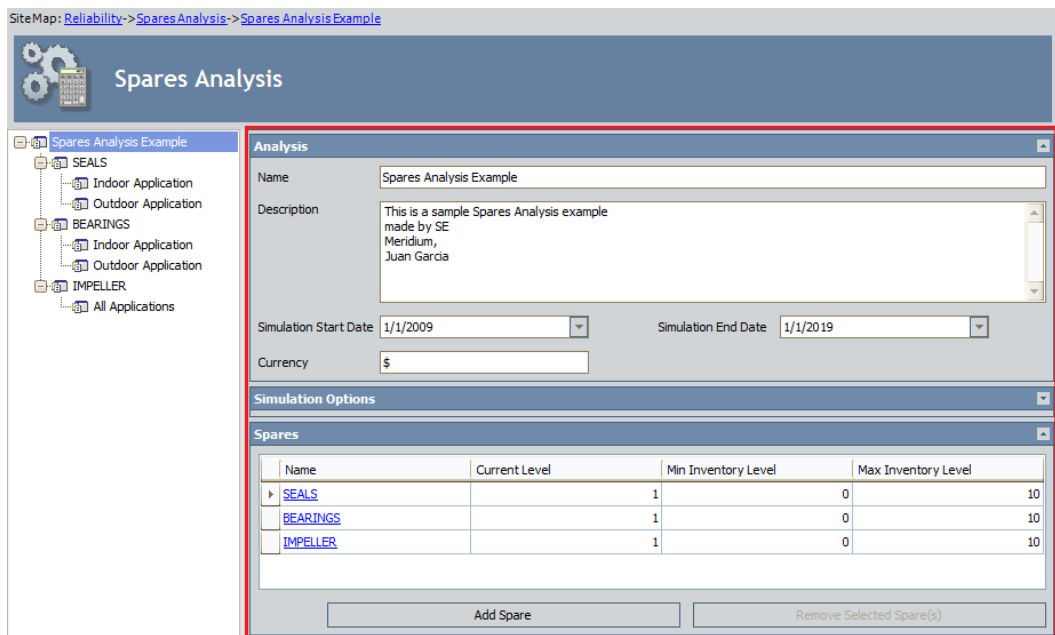 SiteMap: Reliability->Spares Analysis->Spares Analysis Example
Spares Analysis
Spares Analysis Example
SEALS
Indoor Application
Outdoor Application
BEARINGS
Indoor Application
Outdoor Application
IMPELLER
All Applications
Analysis
Name Spares Analysis Example
Description This is a sample Spares Analysis example
made by SE
Meridium,
Juan Garcia
Simulation Start Date 1/1/2009 Simulation End Date 1/1/2019
Currency $
Simulation Options
Spares
Name Current Level Min Inventory Level Max Inventory Level
SEALS 1 0 10
BEARINGS 1 0 10
IMPELLER 1 0 10
Add Spare Remove Selected Spare(s)